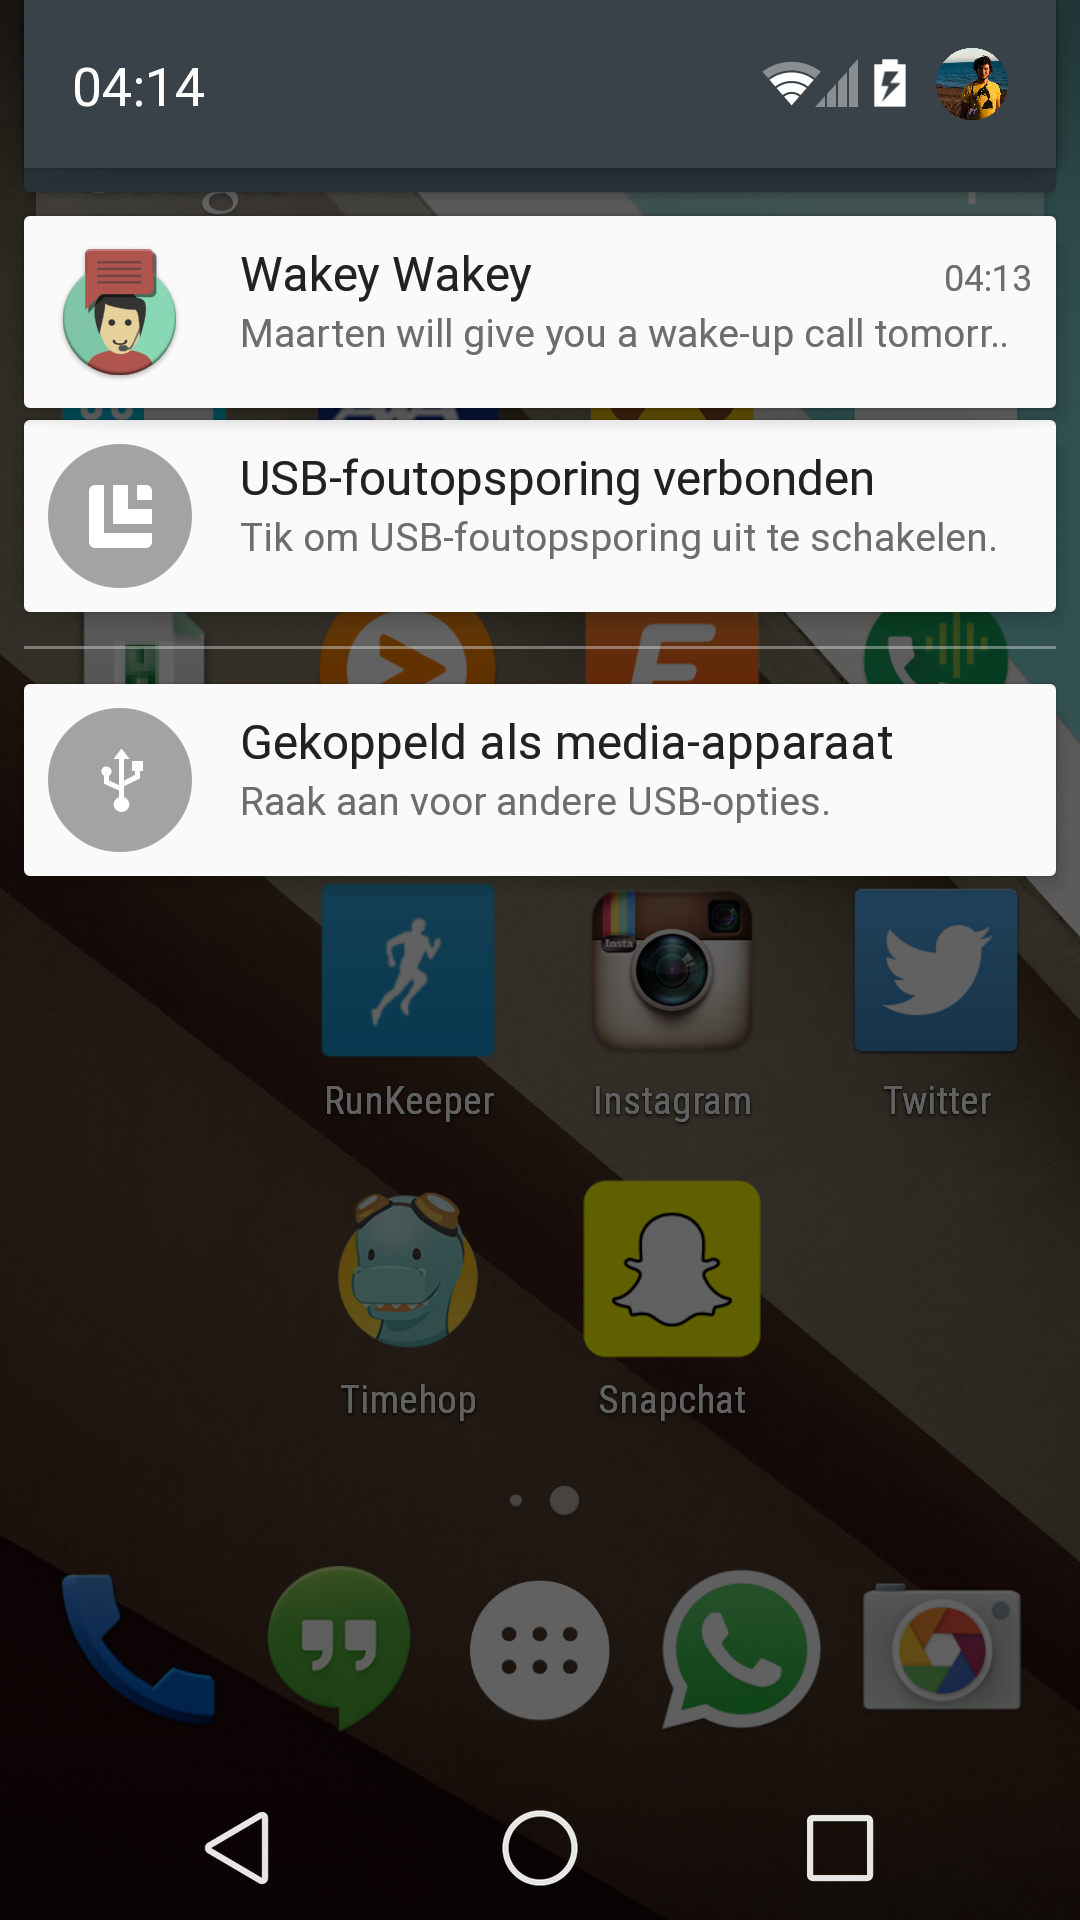 04:14
Wakey Wakey
04:13
Maarten will give you a wake-up call tomorr..
USB-foutopsporing verbonden
Tik om USB-foutopsporing uit te schakelen.
Gekoppeld als media-apparaat
Raak aan voor andere USB-opties.
Insta
RunKeeper
Instagram
Twitter
Timehop
Snapchat